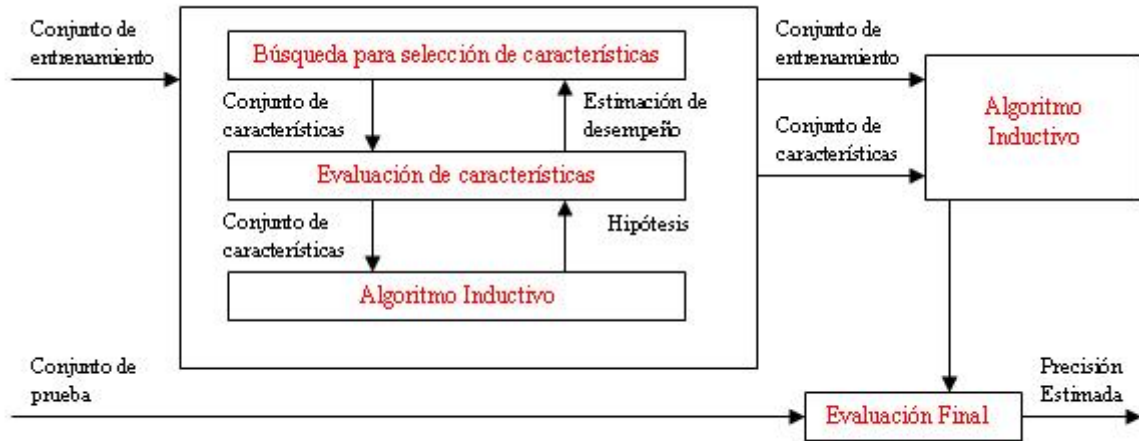 Conjunto de
entrenamiento
Búsqueda para selección de características
Conjunto de
características
Estimación de
desempeño
Evaluación de características
Conjunto de
características
Hipótesis
Algoritmo Inductivo
Conjunto de
entrenamiento
Conjunto de
características
Algoritmo
Inductivo
Conjunto de
prueba
Evaluación Final
Precisión
Estimada